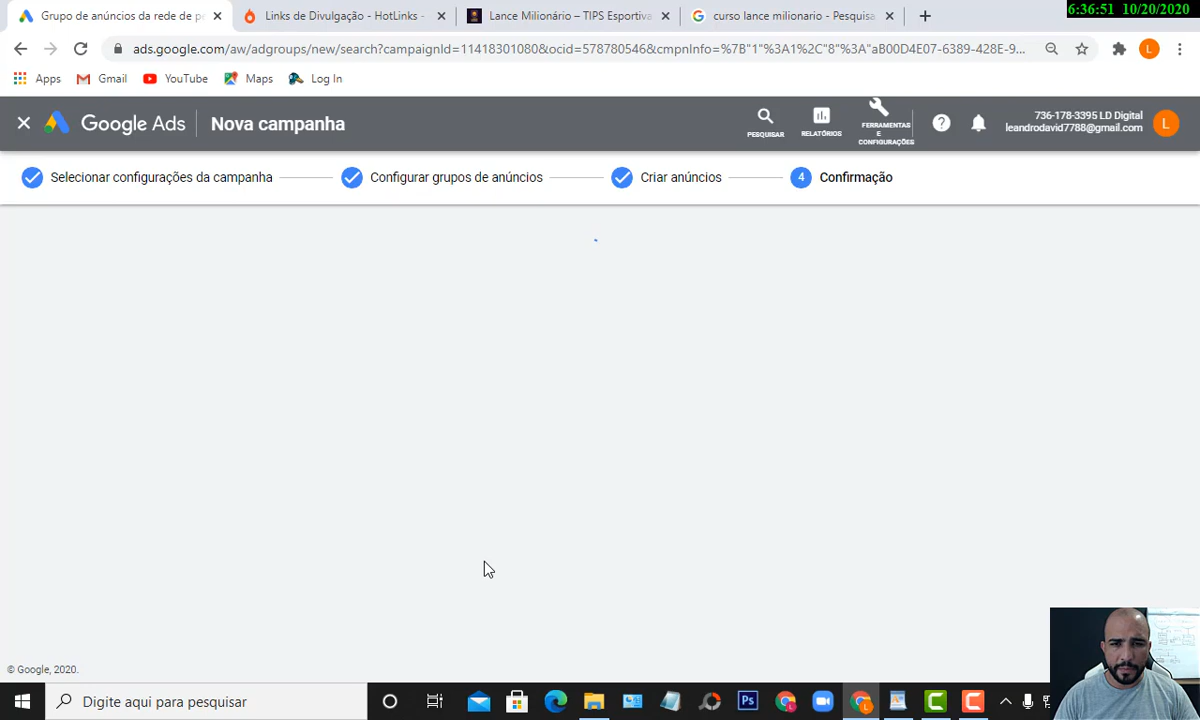 6:36:51 10/20/2020
Grupo de anúncios da rede de pe
Links de Divulgação - HotLinks -
Lance Milionário – TIPS Esportiva
curso lance milionario - Pesquisa
ads.google.com/aw/adgroups/new/search?campaignId=11418301080&ocid=578780546&cmpnInfo=%7B"1"%3A1%2C"8"%3A"aB00D4E07-6389-428E-9...
L
Apps
Gmail
YouTube
Maps
Log In
Google Ads
Nova campanha
PESQUISAR
RELATÓRIOS
FERRAMENTAS
E
CONFIGURAÇÕES
736-178-3395 LD Digital
leandrodavid7788@gmail.com
L
Selecionar configurações da campanha
Configurar grupos de anúncios
Criar anúncios
4 Confirmação
© Google, 2020.
Digite aqui para pesquisar
Ps